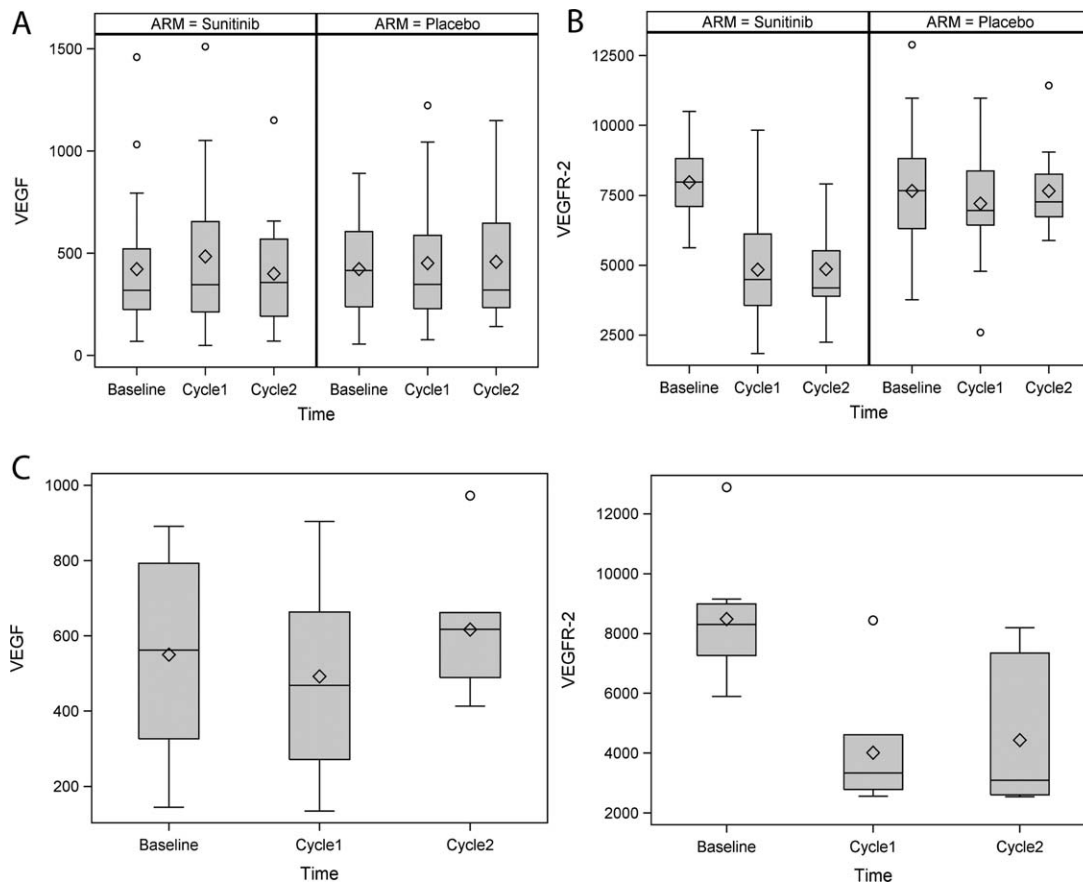 A
ARM = Sunitinib ARM = Placebo
VEGF
1500
1000
500
0
Baseline Cycle1 Cycle2 Baseline Cycle1 Cycle2
Time
B
ARM = Sunitinib ARM = Placebo
VEGFR-2
12500
10000
7500
5000
2500
Baseline Cycle1 Cycle2 Baseline Cycle1 Cycle2
Time
C
VEGF
1000
800
600
400
200
Baseline Cycle1 Cycle2
Time
VEGFR-2
12000
10000
8000
6000
4000
2000
Baseline Cycle1 Cycle2
Time